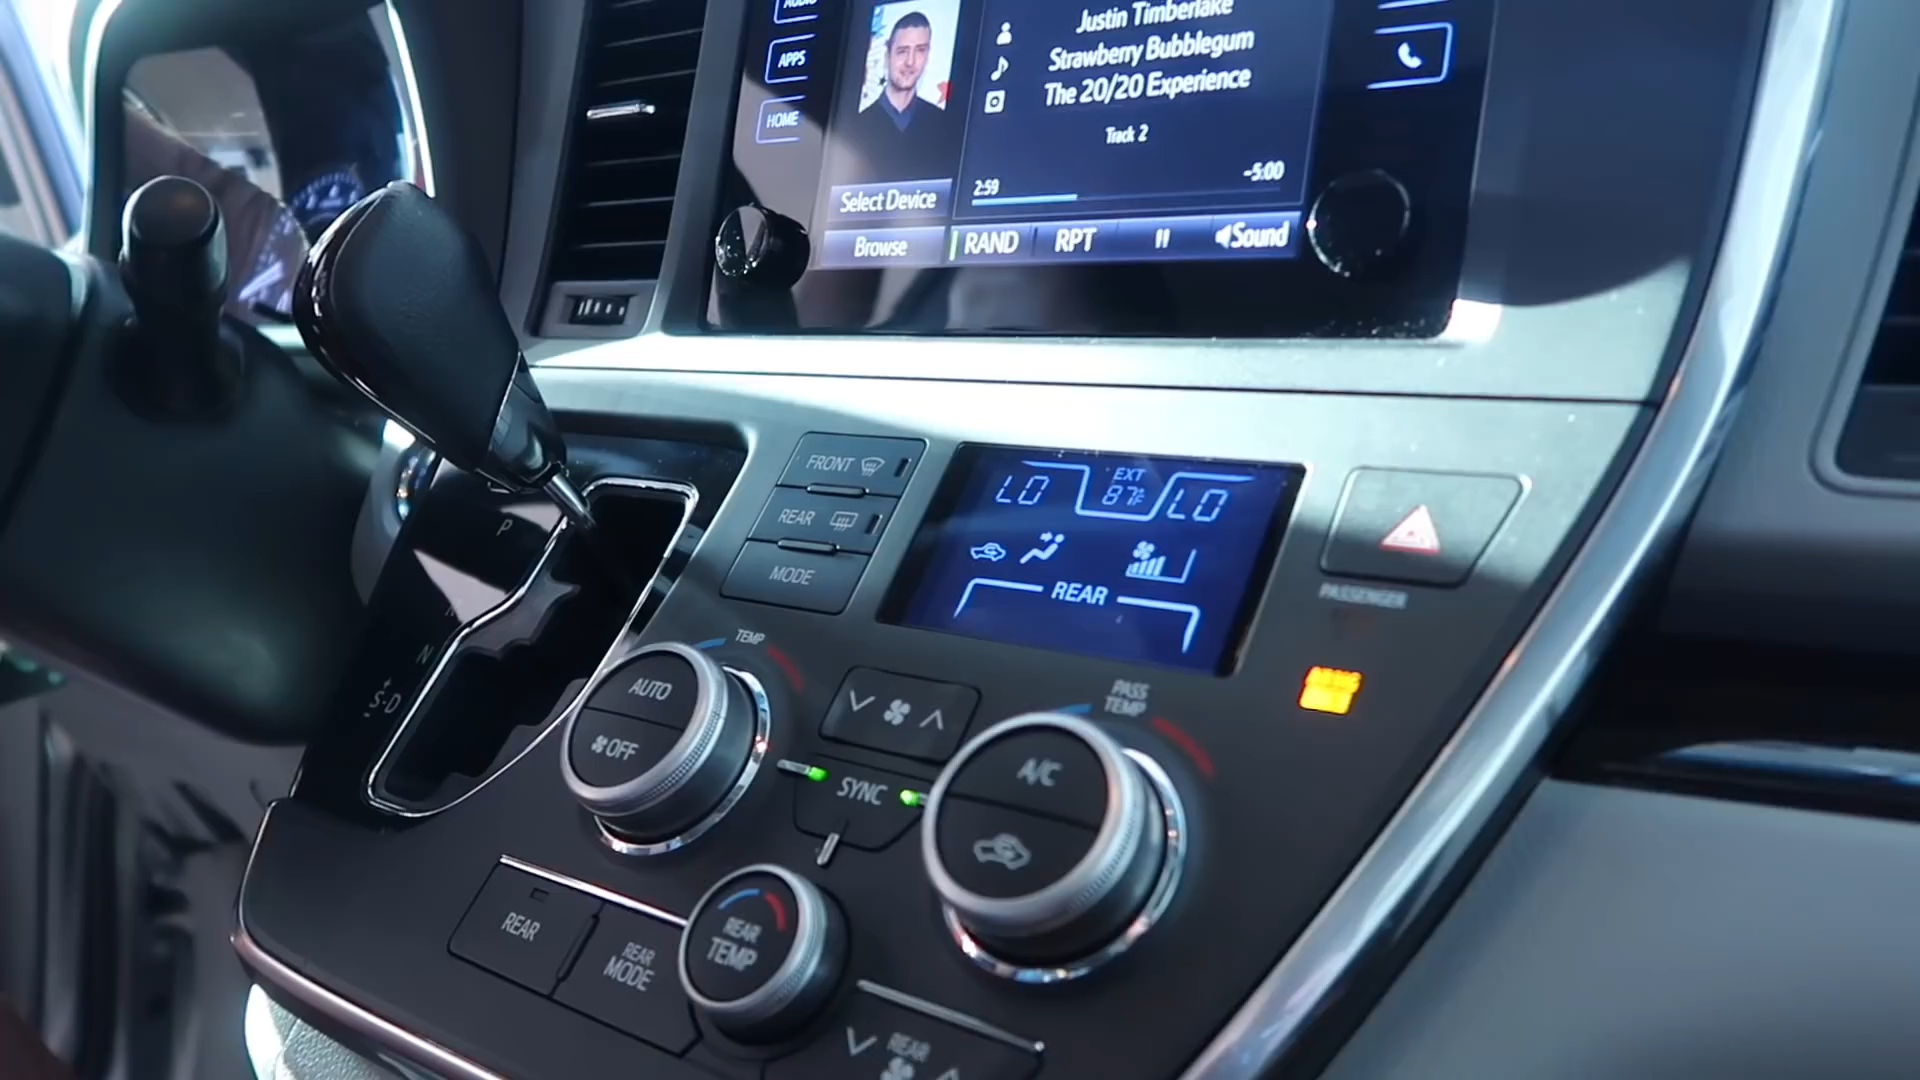 AUDIO
APPS
HOME
Justin Timberlake
Strawberry Bubblegum
The 20/20 Experience
Track 2
2:59
-5:00
Select Device
Browse
RAND
RPT
Sound
P
N
+
S-D
-
FRONT
REAR
MODE
LO
EXT
87°F
LO
REAR
PASSENGER
TEMP
AUTO
OFF
SYNC
PASS
TEMP
A/C
REAR
REAR
MODE
REAR
TEMP
REAR